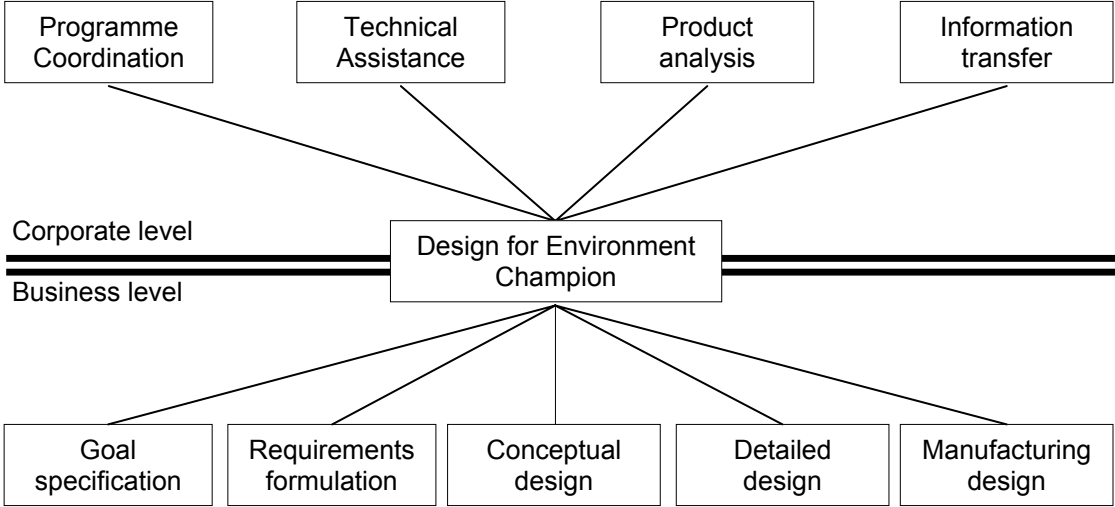 Programme
Coordination
Technical
Assistance
Product
analysis
Information
transfer
Corporate level
Design for Environment
Champion
Business level
Goal
specification
Requirements
formulation
Conceptual
design
Detailed
design
Manufacturing
design